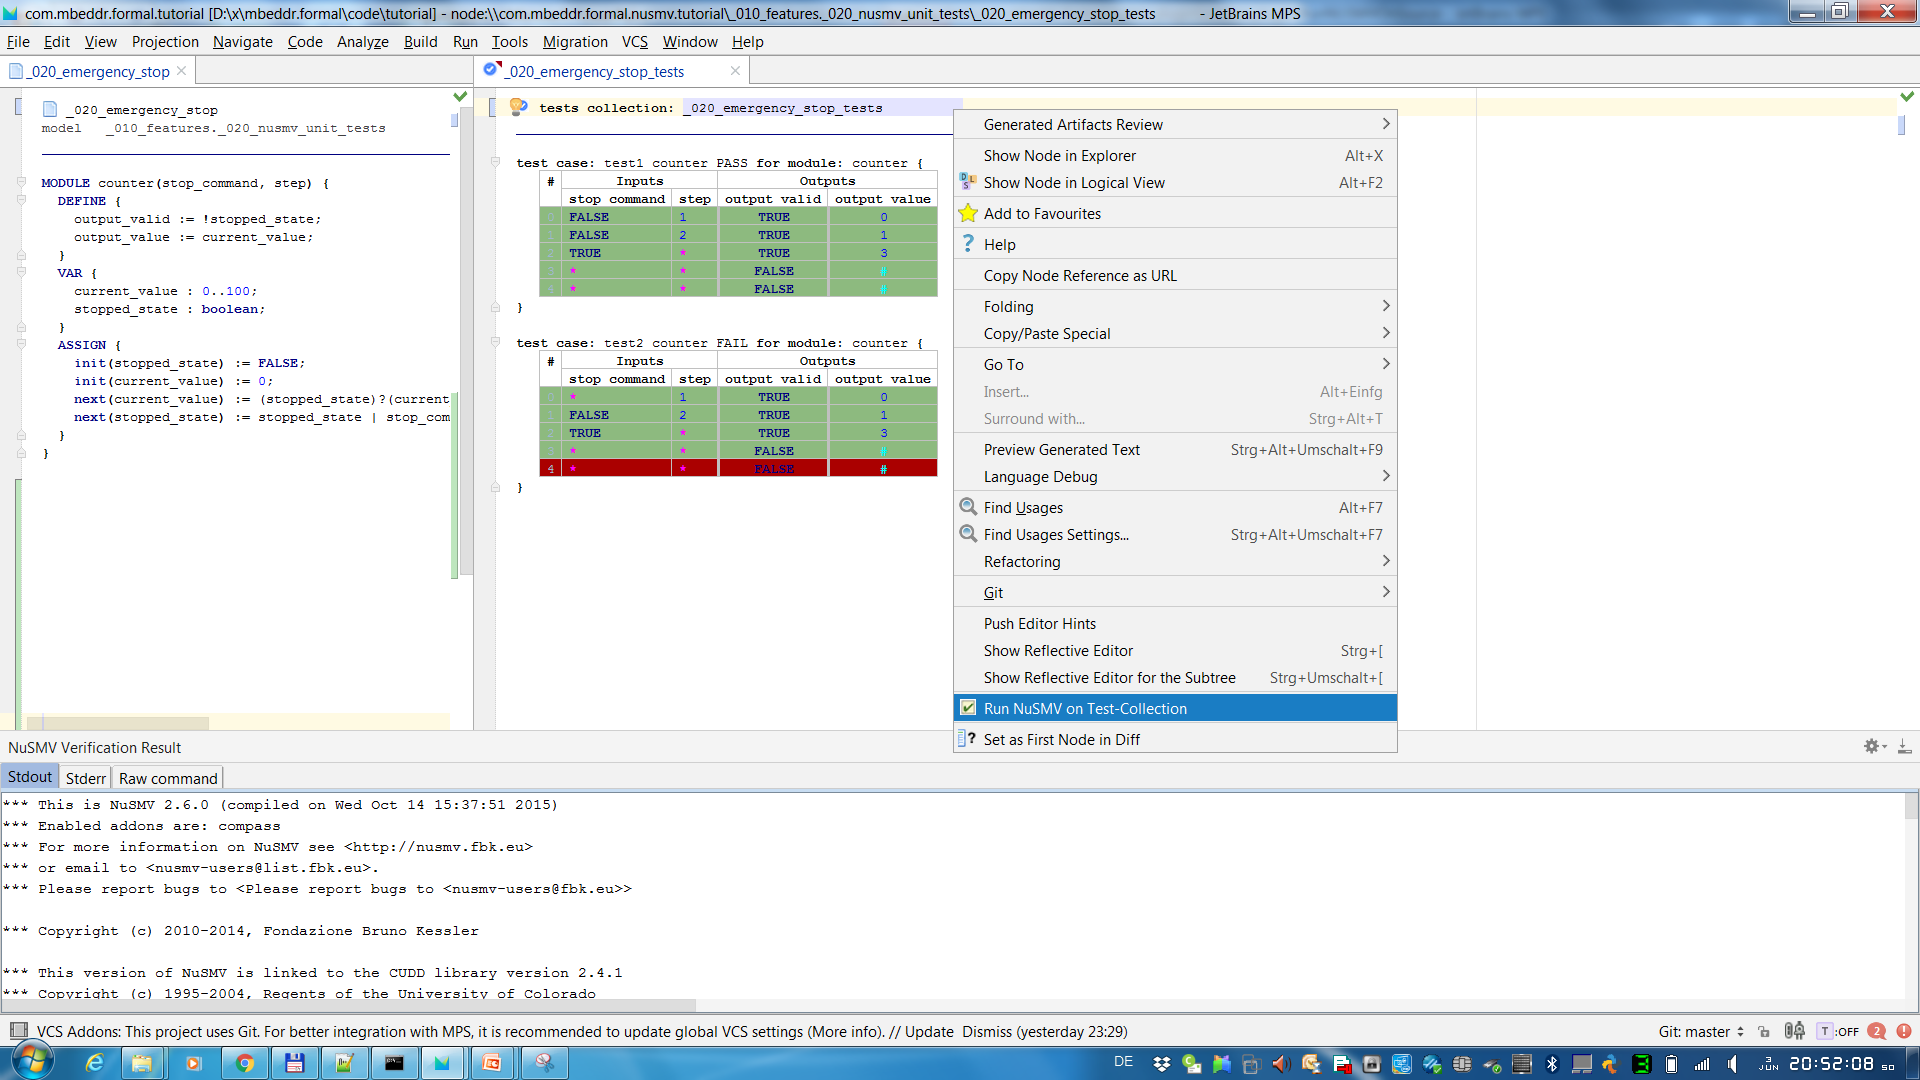 com.mbeddr.formal.tutorial [D:\x\mbeddr.formal\code\tutorial] - node:\\com.mbeddr.formal.nusmv.tutorial\_010_features._020_nusmv_unit_tests\_020_emergency_stop_tests - JetBrains MPS
File Edit View Projection Navigate Code Analyze Build Run Tools Migration VCS Window Help
_020_emergency_stop
_020_emergency_stop_tests
_020_emergency_stop
model _010_features._020_nusmv_unit_tests
MODULE counter(stop_command, step) {
DEFINE {
output_valid := !stopped_state;
output_value := current_value;
}
VAR {
current_value : 0..100;
stopped_state : boolean;
}
ASSIGN {
init(stopped_state) := FALSE;
init(current_value) := 0;
next(current_value) := (stopped_state)?(current
next(stopped_state) := stopped_state | stop_com
}
}
tests collection: _020_emergency_stop_tests
test case: test1 counter PASS for module: counter {
# Inputs Outputs
stop command step output valid output value
0 FALSE 1 TRUE 0
1 FALSE 2 TRUE 1
2 TRUE * TRUE 3
3 * * FALSE #
4 * * FALSE #
}
test case: test2 counter FAIL for module: counter {
# Inputs Outputs
stop command step output valid output value
0 * 1 TRUE 0
1 FALSE 2 TRUE 1
2 TRUE * TRUE 3
3 * * FALSE #
4 * * FALSE #
}
Generated Artifacts Review
Show Node in Explorer Alt+X
Show Node in Logical View Alt+F2
Add to Favourites
Help
Copy Node Reference as URL
Folding
Copy/Paste Special
Go To
Insert... Alt+Einfg
Surround with... Strg+Alt+T
Preview Generated Text Strg+Alt+Umschalt+F9
Language Debug
Find Usages Alt+F7
Find Usages Settings... Strg+Alt+Umschalt+F7
Refactoring
Git
Push Editor Hints
Show Reflective Editor Strg+[
Show Reflective Editor for the Subtree Strg+Umschalt+[
Run NuSMV on Test-Collection
Set as First Node in Diff
NuSMV Verification Result
Stdout Stderr Raw command
*** This is NuSMV 2.6.0 (compiled on Wed Oct 14 15:37:51 2015)
*** Enabled addons are: compass
*** For more information on NuSMV see <http://nusmv.fbk.eu>
*** or email to <nusmv-users@list.fbk.eu>.
*** Please report bugs to <Please report bugs to <nusmv-users@fbk.eu>>
*** Copyright (c) 2010-2014, Fondazione Bruno Kessler
*** This version of NuSMV is linked to the CUDD library version 2.4.1
*** Copyright (c) 1995-2004, Regents of the University of Colorado
VCS Addons: This project uses Git. For better integration with MPS, it is recommended to update global VCS settings (More info). // Update Dismiss (yesterday 23:29)
Git: master
T :OFF
2
DE
3
3 JUN 20:52:08 SO